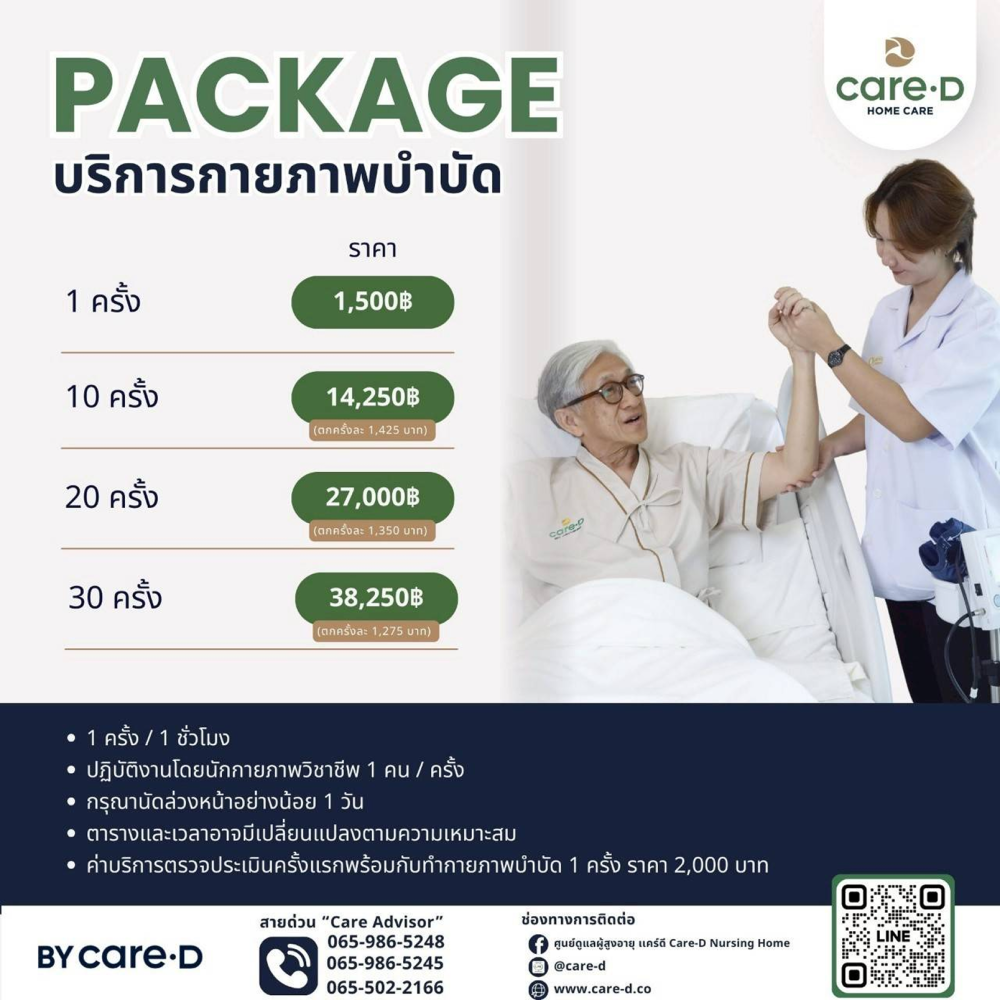 care-D
HOME CARE
PACKAGE
บริการกายภาพบำบัด
ราคา
1 ครั้ง
1,500฿
10 ครั้ง
14,250฿
(ตกครั้งละ 1,425 บาท)
20 ครั้ง
27,000฿
(ตกครั้งละ 1,350 บาท)
30 ครั้ง
38,250฿
(ตกครั้งละ 1,275 บาท)
care-D
• 1 ครั้ง / 1 ชั่วโมง
• ปฏิบัติงานโดยนักกายภาพวิชาชีพ 1 คน / ครั้ง
• กรุณานัดล่วงหน้าอย่างน้อย 1 วัน
• ตารางและเวลาอาจมีเปลี่ยนแปลงตามความเหมาะสม
• ค่าบริการตรวจประเมินครั้งแรกพร้อมกับทำกายภาพบำบัด 1 ครั้ง ราคา 2,000 บาท
BY care-D
สายด่วน “Care Advisor”
065-986-5248
065-986-5245
065-502-2166
ช่องทางการติดต่อ
ศูนย์ดูแลผู้สูงอายุ แคร์ดี Care-D Nursing Home
@care-d
www.care-d.co
LINE